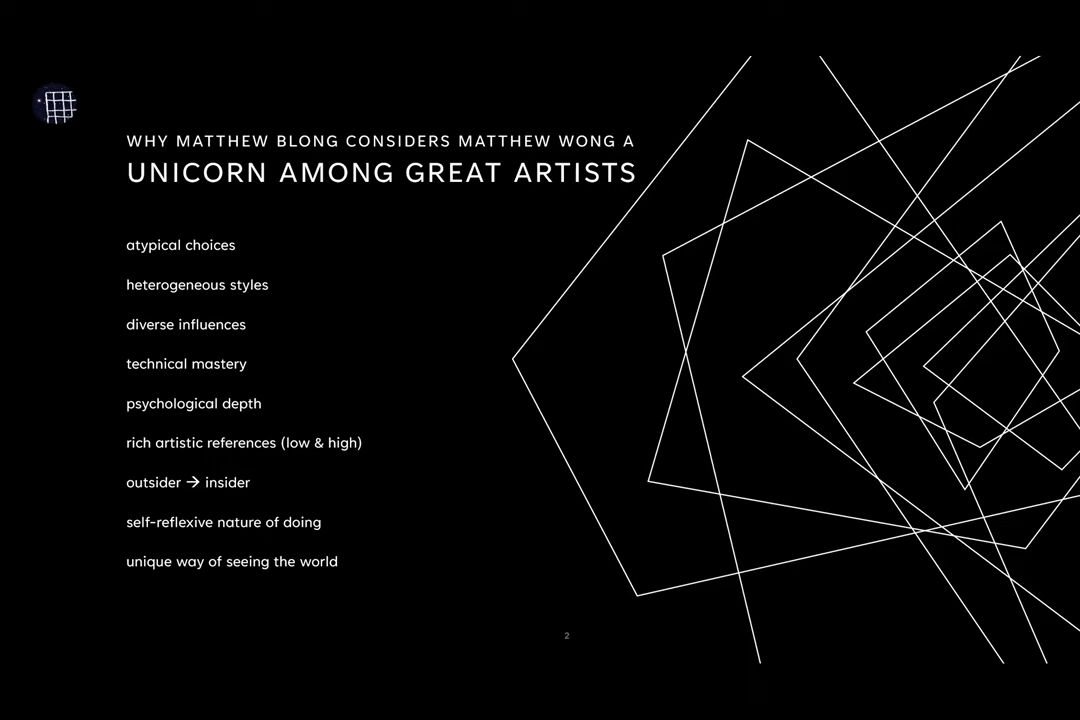 WHY MATTHEW BLONG CONSIDERS MATTHEW WONG A
UNICORN AMONG GREAT ARTISTS
atypical choices
heterogeneous styles
diverse influences
technical mastery
psychological depth
rich artistic references (low & high)
outsider → insider
self-reflexive nature of doing
unique way of seeing the world
2